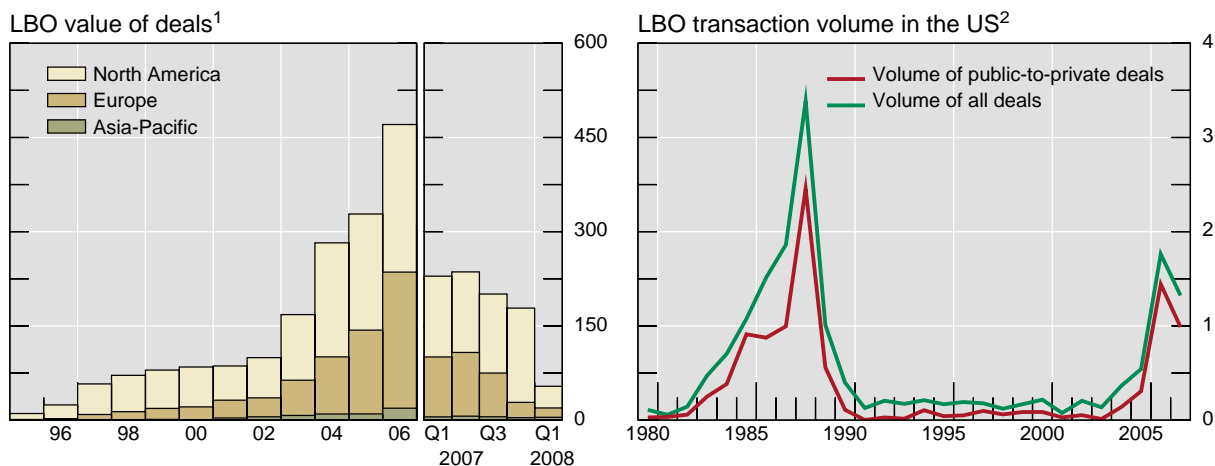 LBO value of deals1
600
450
300
150
0
North America
Europe
Asia-Pacific
96 98 00 02 04 06 Q1 Q3 Q1
2007 2008
LBO transaction volume in the US2
4
3
2
1
0
Volume of public-to-private deals
Volume of all deals
1980 1985 1990 1995 2000 2005